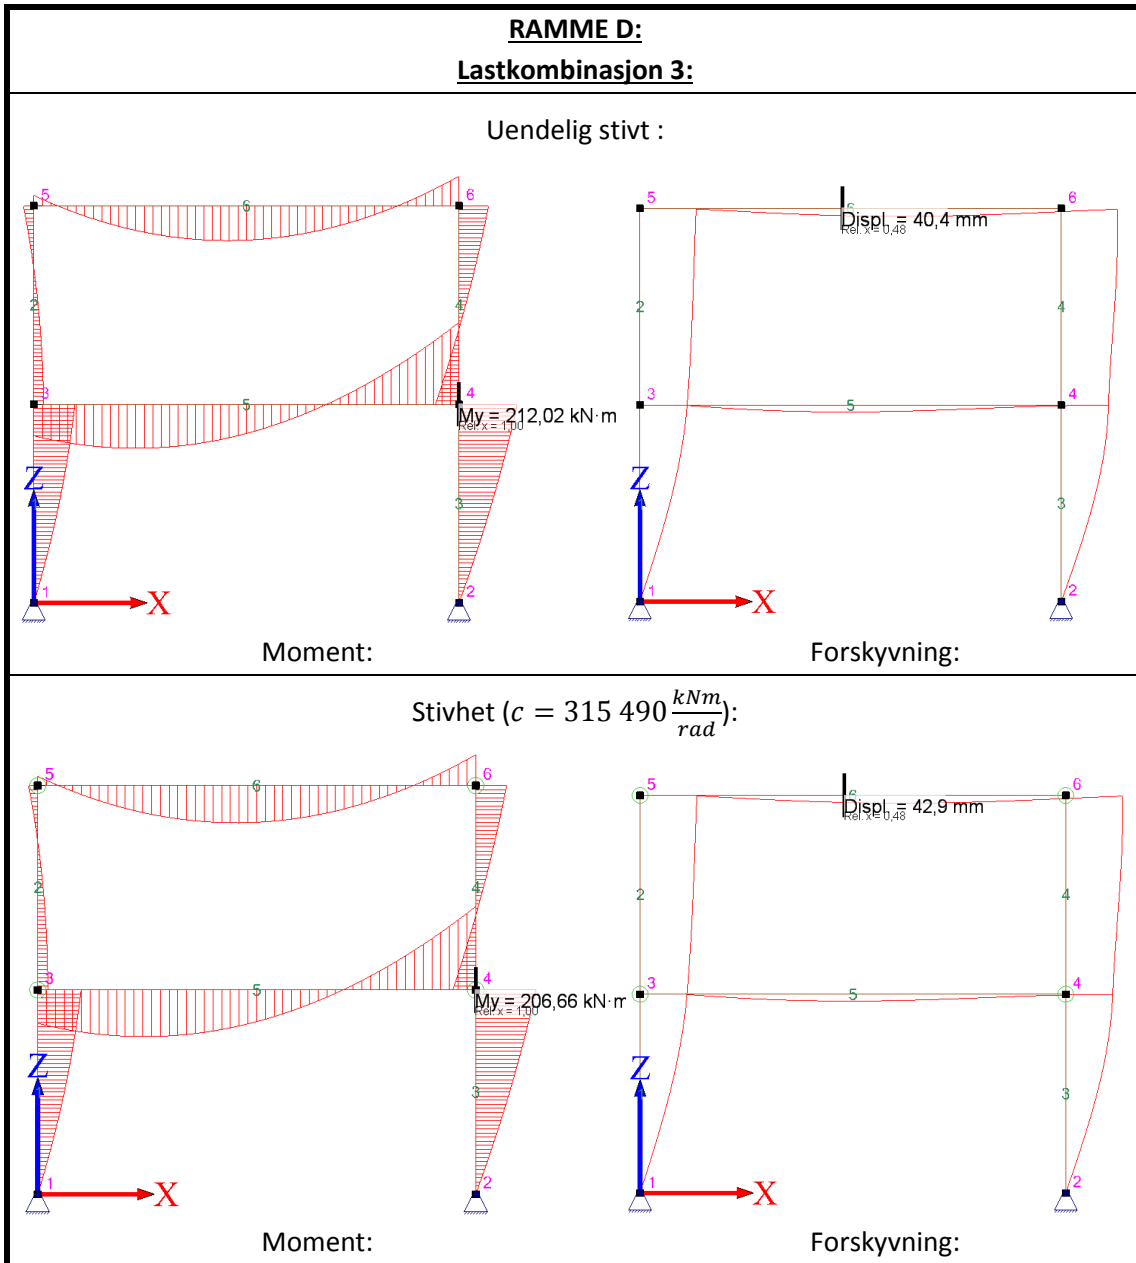 RAMME D:
Lastkombinasjon 3:
Uendelig stivt :
5
6
6
2
4
3
4
5
My = 212,02 kN·m
Rel. x = 1,00
Z
3
1
2
X
Moment:
5
6
Displ. = 40,4 mm
Rel. x = 0,48
2
4
3
4
5
Z
3
1
2
X
Forskyvning:
Stivhet (c = 315 490 kNm/rad):
5
6
6
2
4
3
4
5
My = 206,66 kN·m
Rel. x = 1,00
Z
3
1
2
X
Moment:
5
6
Displ. = 42,9 mm
Rel. x = 0,48
2
4
3
4
5
Z
3
1
2
X
Forskyvning: